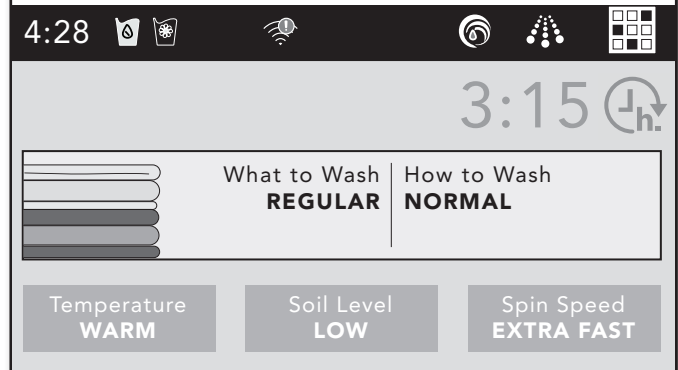 4:28
3:15 h.
What to Wash How to Wash
REGULAR NORMAL
Temperature Soil Level Spin Speed
WARM LOW EXTRA FAST